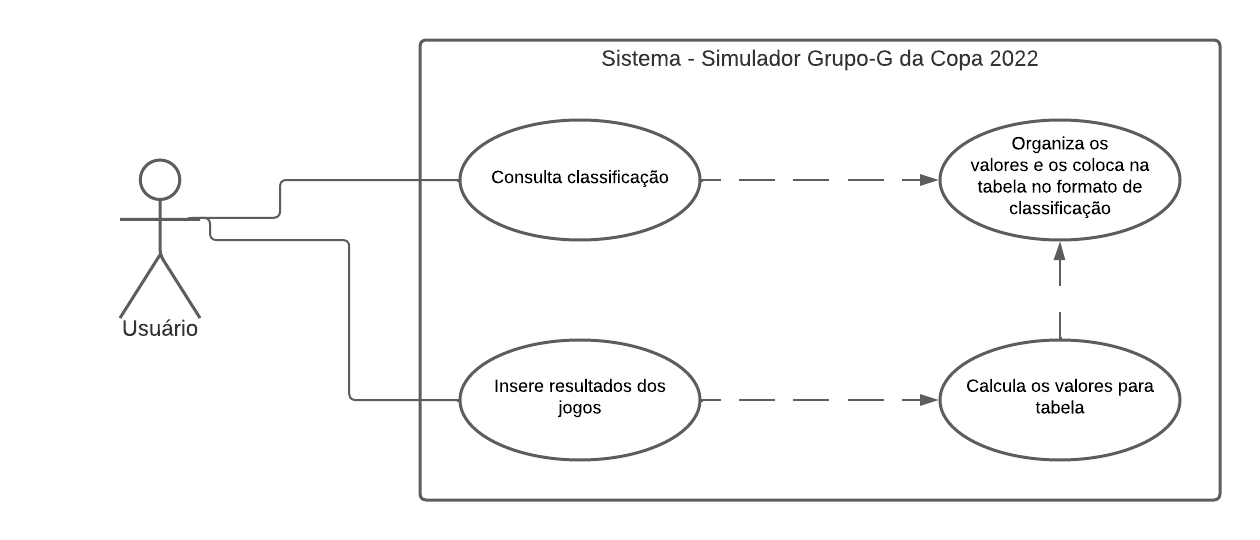 Sistema - Simulador Grupo-G da Copa 2022
Consulta classificação
Organiza os
valores e os coloca na
tabela no formato de
classificação
Usuário
Insere resultados dos
jogos
Calcula os valores para
tabela